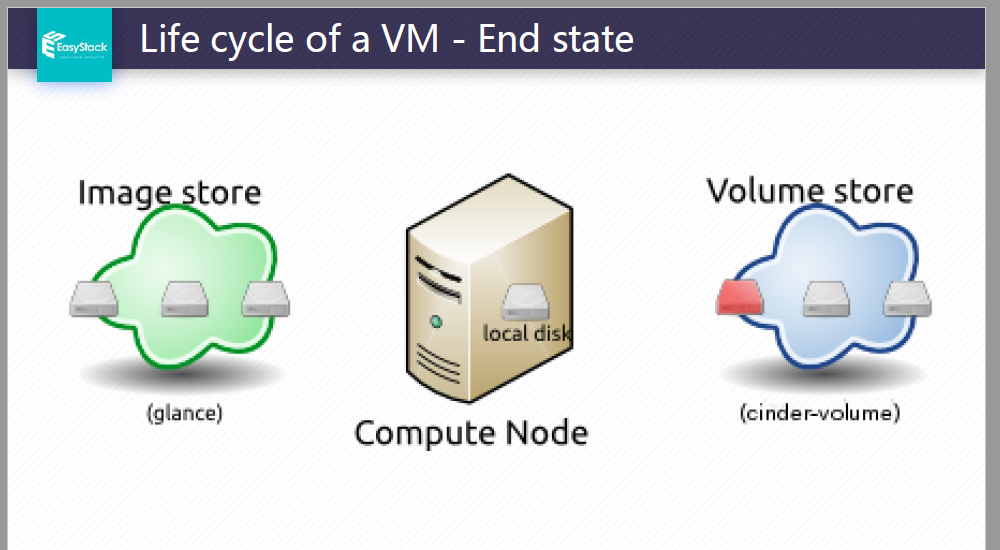 EasyStack
Life cycle of a VM - End state
Image store
Volume store
local disk
(glance)
(cinder-volume)
Compute Node